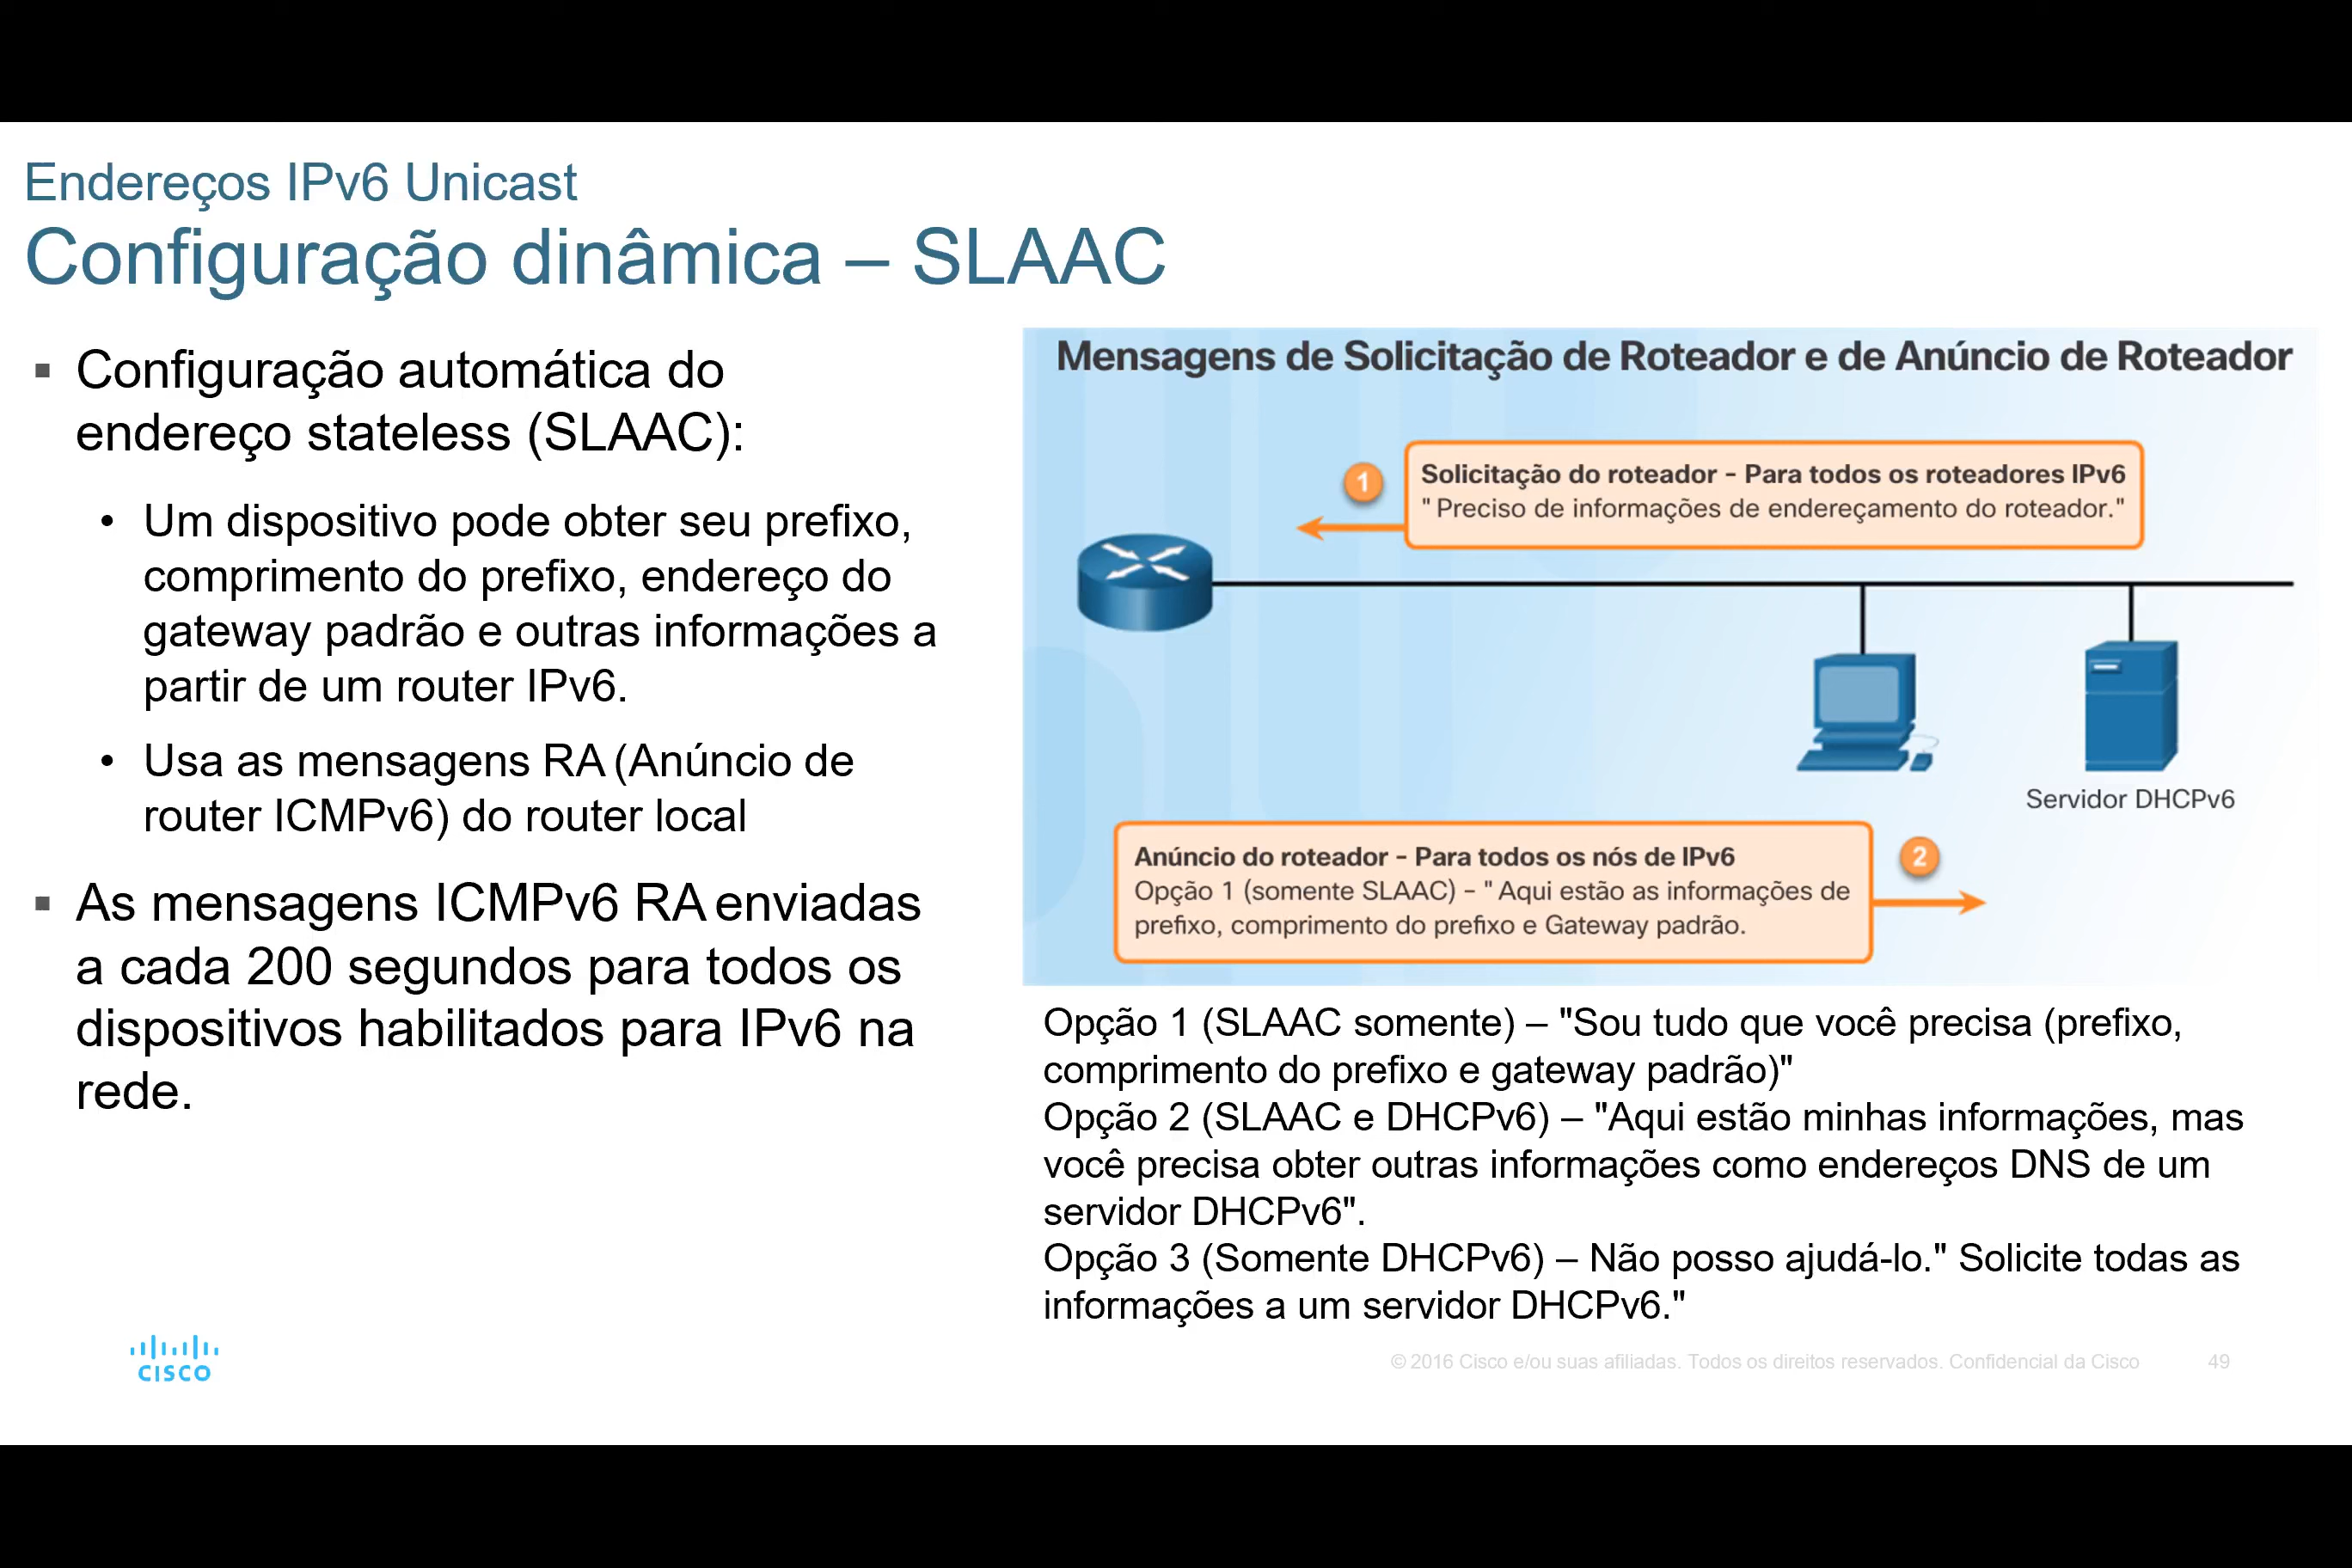 Endereços IPv6 Unicast
Configuração dinâmica – SLAAC
▪ Configuração automática do
endereço stateless (SLAAC):
• Um dispositivo pode obter seu prefixo,
comprimento do prefixo, endereço do
gateway padrão e outras informações a
partir de um router IPv6.
• Usa as mensagens RA (Anúncio de
router ICMPv6) do router local
▪ As mensagens ICMPv6 RA enviadas
a cada 200 segundos para todos os
dispositivos habilitados para IPv6 na
rede.
Mensagens de Solicitação de Roteador e de Anúncio de Roteador
1
Solicitação do roteador - Para todos os roteadores IPv6
" Preciso de informações de endereçamento do roteador."
Servidor DHCPv6
Anúncio do roteador - Para todos os nós de IPv6
Opção 1 (somente SLAAC) - " Aqui estão as informações de
prefixo, comprimento do prefixo e Gateway padrão.
2
Opção 1 (SLAAC somente) – "Sou tudo que você precisa (prefixo,
comprimento do prefixo e gateway padrão)"
Opção 2 (SLAAC e DHCPv6) – "Aqui estão minhas informações, mas
você precisa obter outras informações como endereços DNS de um
servidor DHCPv6".
Opção 3 (Somente DHCPv6) – Não posso ajudá-lo." Solicite todas as
informações a um servidor DHCPv6."
CISCO
© 2016 Cisco e/ou suas afiliadas. Todos os direitos reservados. Confidencial da Cisco
49